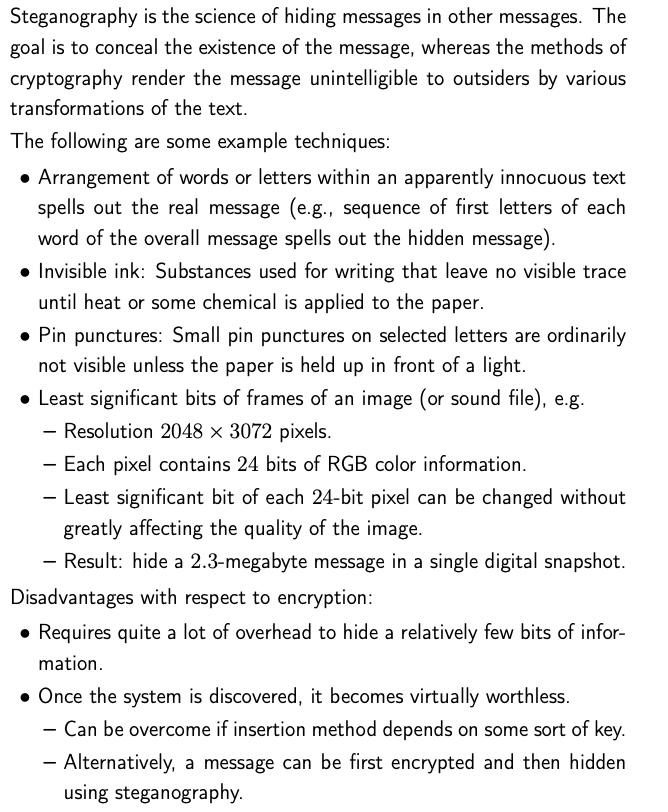 Steganography is the science of hiding messages in other messages. The
goal is to conceal the existence of the message, whereas the methods of
cryptography render the message unintelligible to outsiders by various
transformations of the text.
The following are some example techniques:
• Arrangement of words or letters within an apparently innocuous text
spells out the real message (e.g., sequence of first letters of each
word of the overall message spells out the hidden message).
• Invisible ink: Substances used for writing that leave no visible trace
until heat or some chemical is applied to the paper.
• Pin punctures: Small pin punctures on selected letters are ordinarily
not visible unless the paper is held up in front of a light.
• Least significant bits of frames of an image (or sound file), e.g.
– Resolution 2048 × 3072 pixels.
– Each pixel contains 24 bits of RGB color information.
– Least significant bit of each 24-bit pixel can be changed without
greatly affecting the quality of the image.
– Result: hide a 2.3-megabyte message in a single digital snapshot.
Disadvantages with respect to encryption:
• Requires quite a lot of overhead to hide a relatively few bits of infor-
mation.
• Once the system is discovered, it becomes virtually worthless.
– Can be overcome if insertion method depends on some sort of key.
– Alternatively, a message can be first encrypted and then hidden
using steganography.